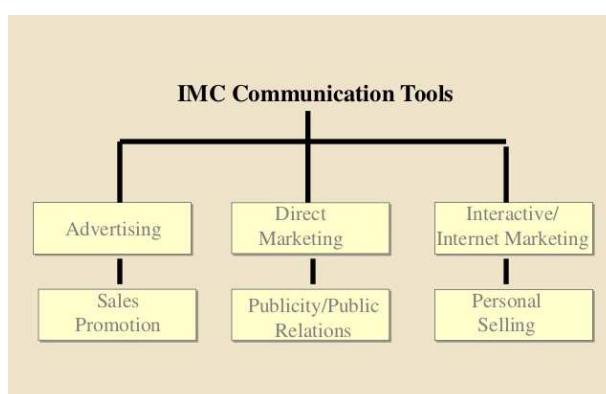 IMC Communication Tools
Advertising
Direct
Marketing
Interactive/
Internet Marketing
Sales
Promotion
Publicity/Public
Relations
Personal
Selling